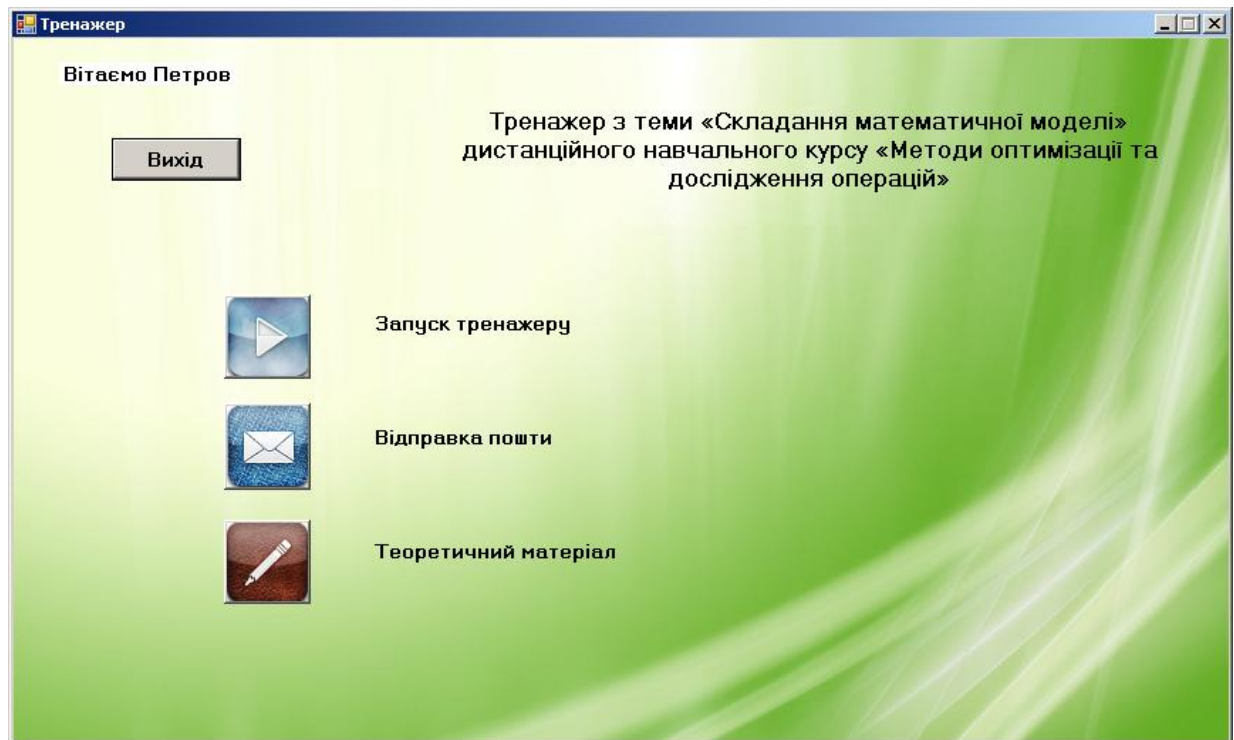 Тренажер
Вітаємо Петров
Вихід
Тренажер з теми «Складання математичної моделі»
дистанційного навчального курсу «Методи оптимізації та
дослідження операцій»
Запуск тренажеру
Відправка пошти
Теоретичний матеріал